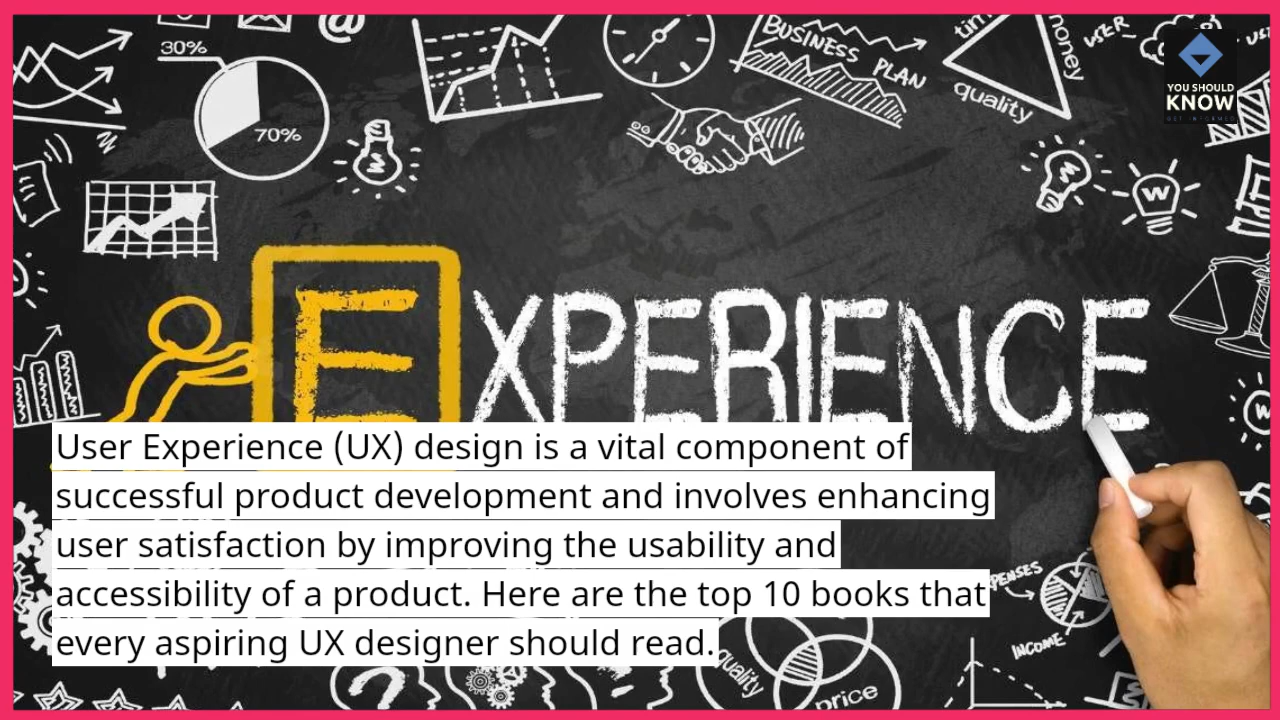 @
30%
70%
BUSINESS PLAN
time
money
quality
USER
YOU SHOULD
KNOW
GET INFORMED
W
W
EXPERIENCE
User Experience (UX) design is a vital component of
successful product development and involves enhancing
user satisfaction by improving the usability and
accessibility of a product. Here are the top 10 books that
every aspiring UX designer should read.
INCOME
quality
price